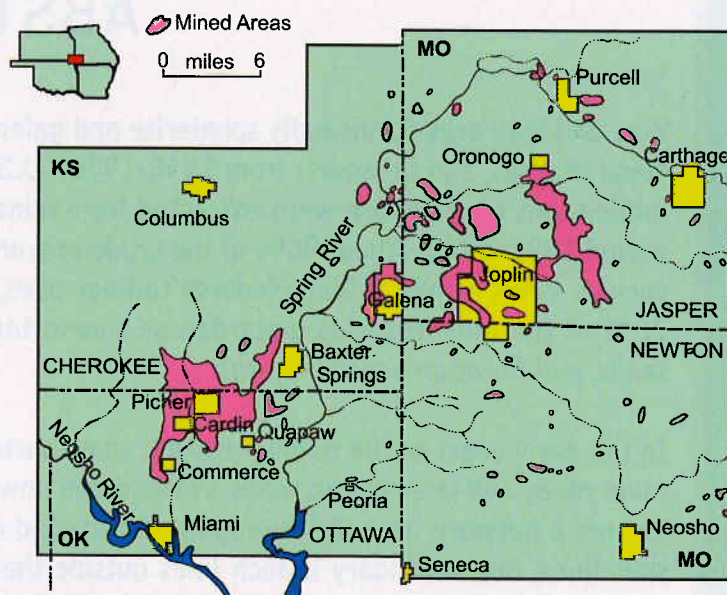 Mined Areas
0 miles 6
MO
Purcell
Oronogo
Carthage
KS
Columbus
Spring River
Joplin
Galena
JASPER
NEWTON
CHEROKEE
Baxter
Springs
Picher
Cardin
Quapaw
Neosho River
Commerce
Peoria
Miami
OTTAWA
Neosho
OK
MO
Seneca